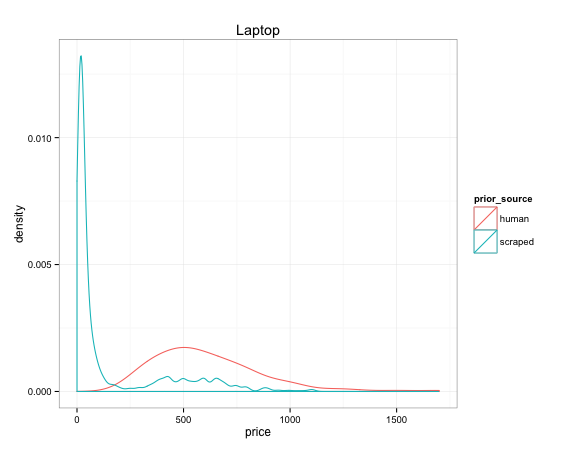 Laptop
density
0.010
0.005
0.000
0
500
1000
1500
price
prior_source
human
scraped